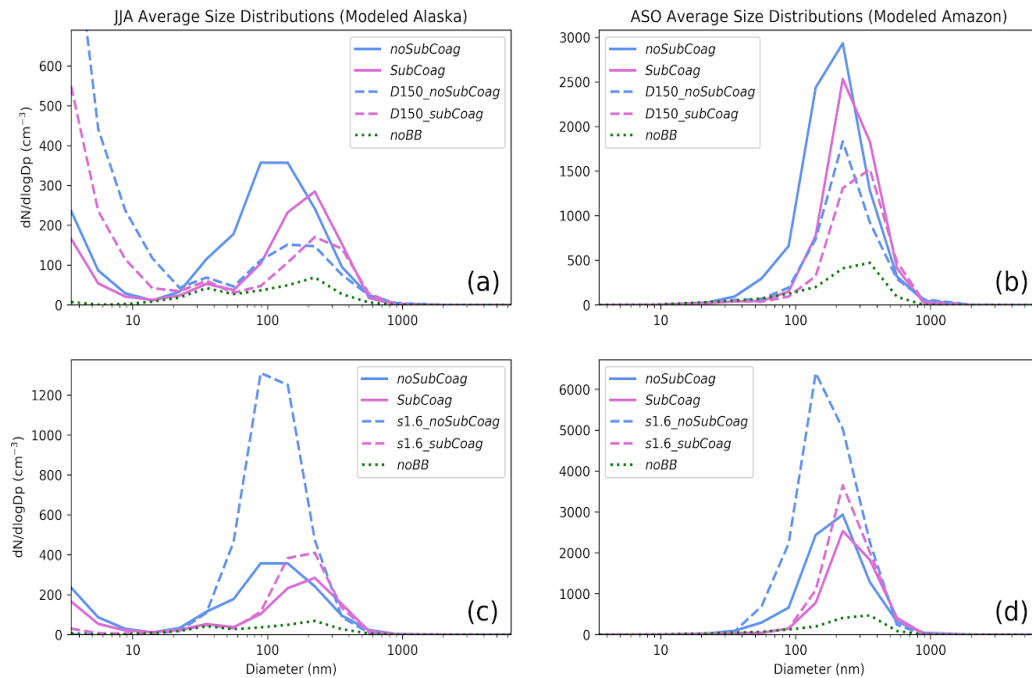 JJA Average Size Distributions (Modeled Alaska)
dN/dlogDp (cm⁻³)
600
500
400
300
200
100
0
10
100
1000
noSubCoag
SubCoag
D150_noSubCoag
D150_subCoag
noBB
(a)
ASO Average Size Distributions (Modeled Amazon)
3000
2500
2000
1500
1000
500
0
10
100
1000
noSubCoag
SubCoag
D150_noSubCoag
D150_subCoag
noBB
(b)
dN/dlogDp (cm⁻³)
1200
1000
800
600
400
200
0
10
100
1000
Diameter (nm)
noSubCoag
SubCoag
s1.6_noSubCoag
s1.6_subCoag
noBB
(c)
6000
5000
4000
3000
2000
1000
0
10
100
1000
Diameter (nm)
noSubCoag
SubCoag
s1.6_noSubCoag
s1.6_subCoag
noBB
(d)